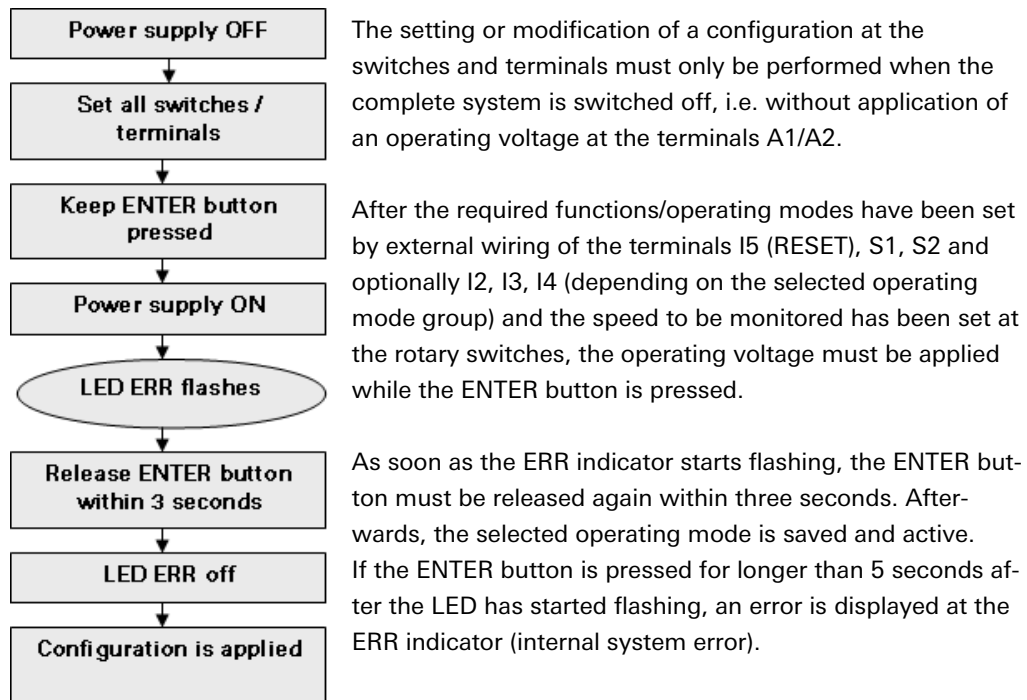 Power supply OFF
Set all switches /
terminals
Keep ENTER button
pressed
Power supply ON
LED ERR flashes
Release ENTER button
within 3 seconds
LED ERR off
Configuration is applied
The setting or modification of a configuration at the
switches and terminals must only be performed when the
complete system is switched off, i.e. without application of
an operating voltage at the terminals A1/A2.
After the required functions/operating modes have been set
by external wiring of the terminals I5 (RESET), S1, S2 and
optionally I2, I3, I4 (depending on the selected operating
mode group) and the speed to be monitored has been set at
the rotary switches, the operating voltage must be applied
while the ENTER button is pressed.
As soon as the ERR indicator starts flashing, the ENTER but-
ton must be released again within three seconds. After-
wards, the selected operating mode is saved and active.
If the ENTER button is pressed for longer than 5 seconds af-
ter the LED has started flashing, an error is displayed at the
ERR indicator (internal system error).